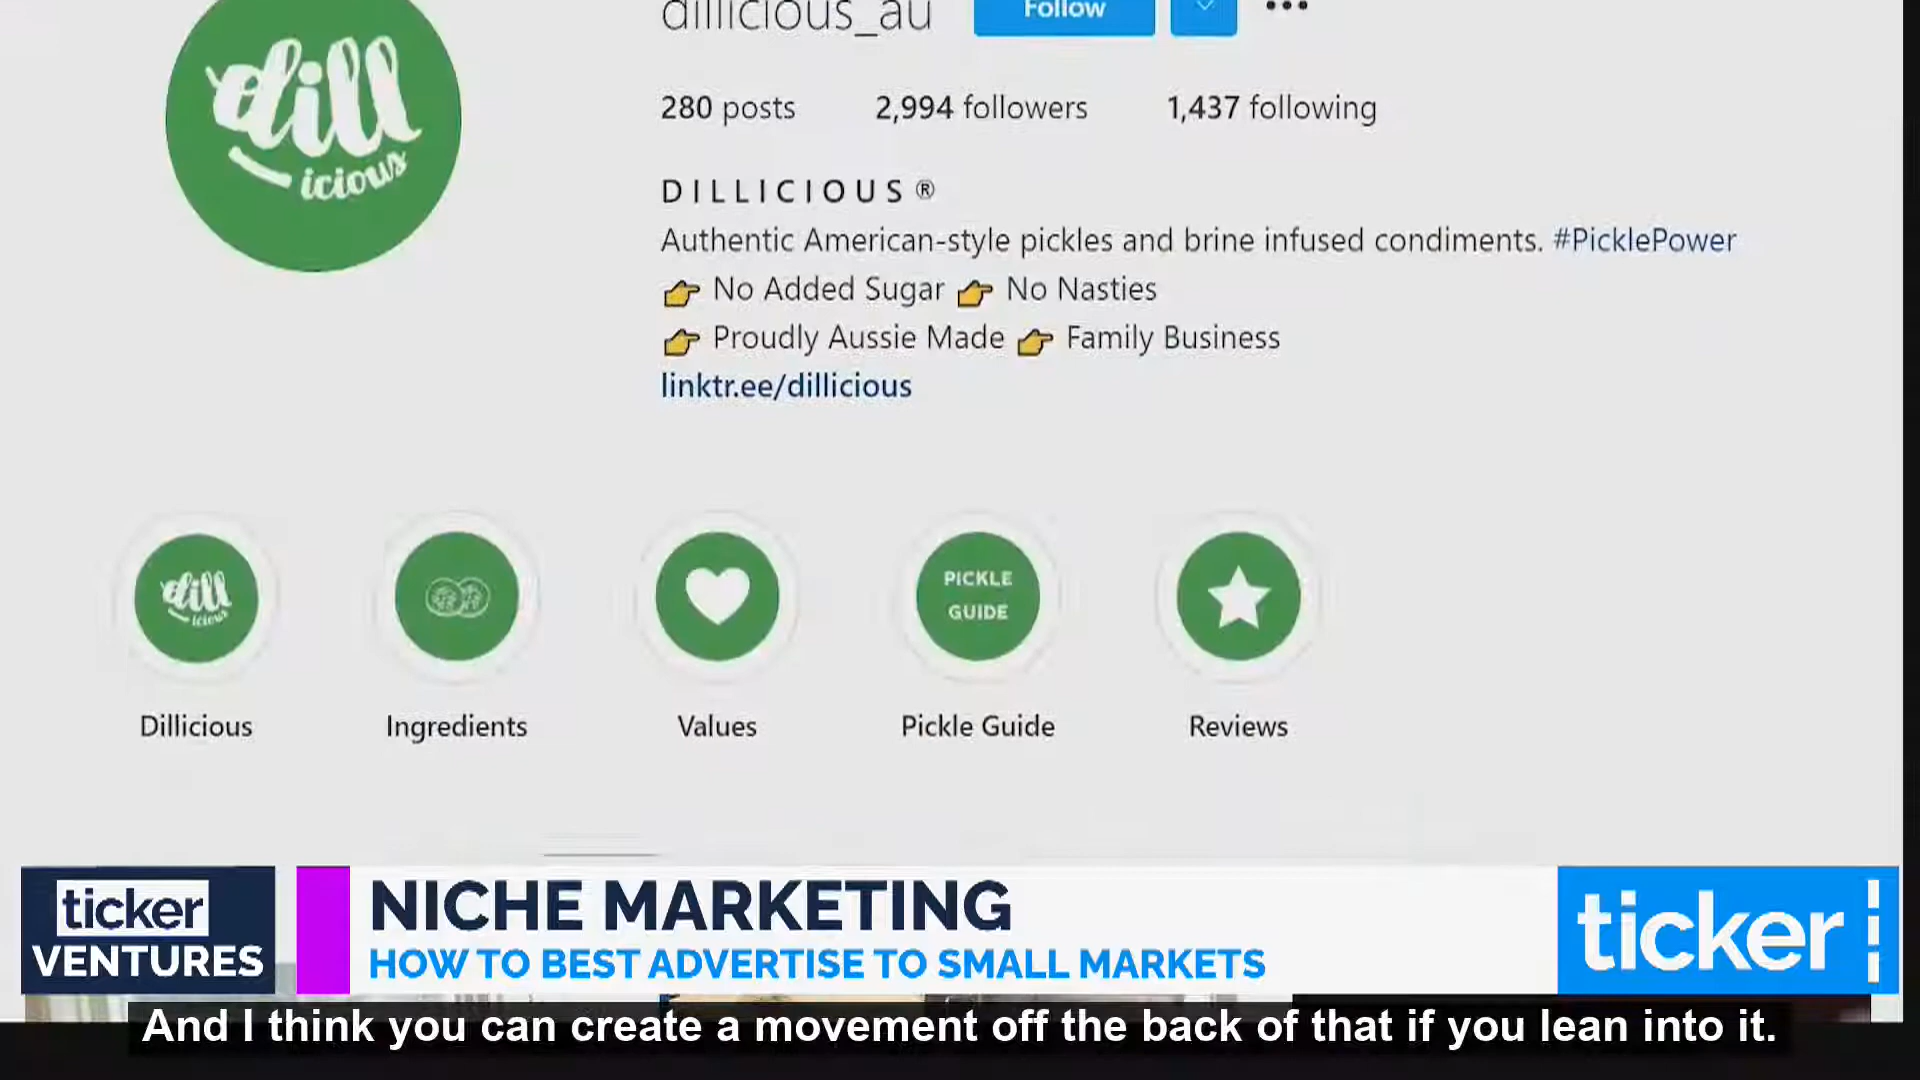 dillicious_au Follow
dill
icious
280 posts 2,994 followers 1,437 following
DILLICIOUS®
Authentic American-style pickles and brine infused condiments. #PicklePower
👉 No Added Sugar 👉 No Nasties
👉 Proudly Aussie Made 👉 Family Business
linktr.ee/dillicious
dill
icious
PICKLE
GUIDE
Dillicious Ingredients Values Pickle Guide Reviews
ticker
VENTURES
NICHE MARKETING
HOW TO BEST ADVERTISE TO SMALL MARKETS
ticker
And I think you can create a movement off the back of that if you lean into it.